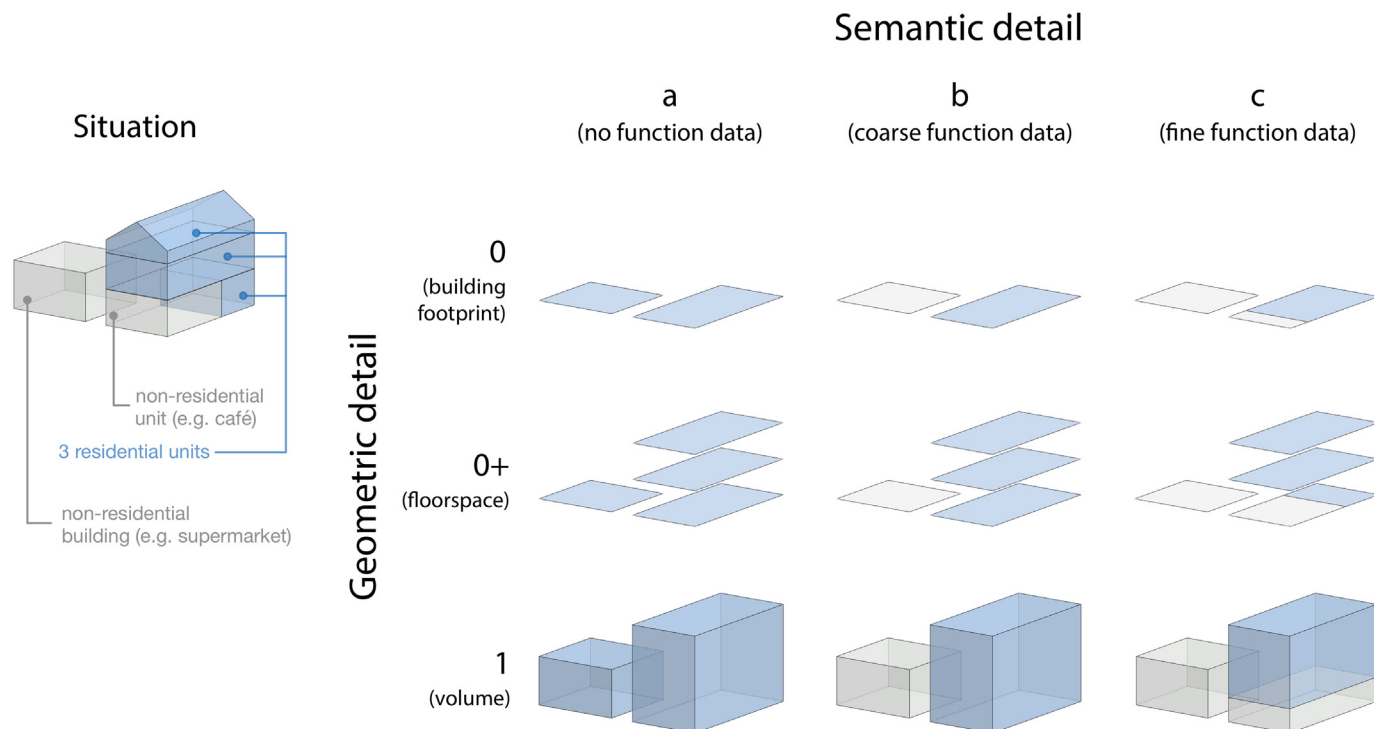 Semantic detail
Situation
a
(no function data)
b
(coarse function data)
c
(fine function data)
non-residential
unit (e.g. café)
3 residential units
non-residential
building (e.g. supermarket)
Geometric detail
0
(building
footprint)
0+
(floorspace)
1
(volume)